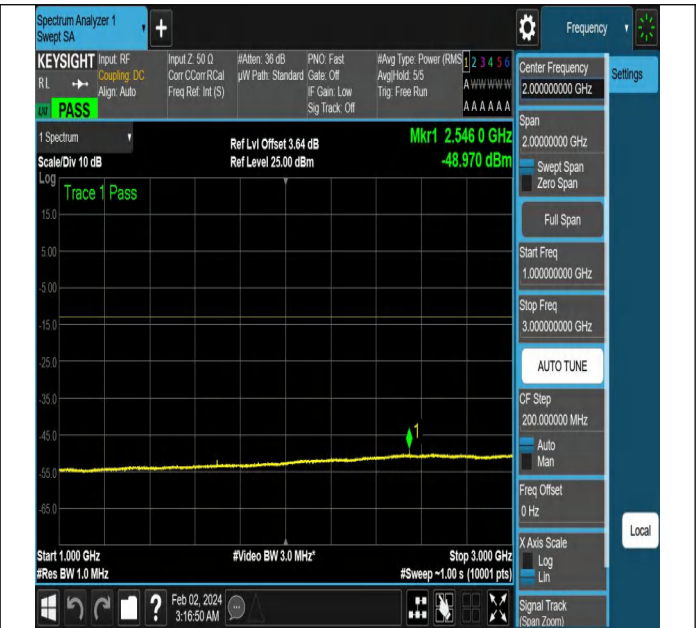 Spectrum Analyzer 1
Swept SA
Frequency
KEYSIGHT
RL
Input: RF
Coupling: DC
Align: Auto
Input Z: 50 Ω
Corr CCorr RCal
Freq Ref: Int (S)
#Atten: 36 dB
µW Path: Standard
PNO: Fast
Gate: Off
IF Gain: Low
Sig Track: Off
#Avg Type: Power (RMS
Avg|Hold: 5/5
Trig: Free Run
1 2 3 4 5 6
A W W W W W
A A A A A A
PASS
1 Spectrum
Scale/Div 10 dB
Ref Lvl Offset 3.64 dB
Ref Level 25.00 dBm
Mkr1 2.546 0 GHz
-48.970 dBm
Log
Trace 1 Pass
15.0
5.00
-5.00
-15.0
-25.0
-35.0
-45.0
-55.0
-65.0
1
Start 1.000 GHz
#Res BW 1.0 MHz
#Video BW 3.0 MHz*
Stop 3.000 GHz
#Sweep ~1.00 s (10001 pts)
?
Feb 02, 2024
3:16:50 AM
Center Frequency
2.000000000 GHz
Settings
Span
2.00000000 GHz
Swept Span
Zero Span
Full Span
Start Freq
1.000000000 GHz
Stop Freq
3.000000000 GHz
AUTO TUNE
CF Step
200.000000 MHz
Auto
Man
Freq Offset
0 Hz
X Axis Scale
Log
Lin
Local
Signal Track
(Span Zoom)